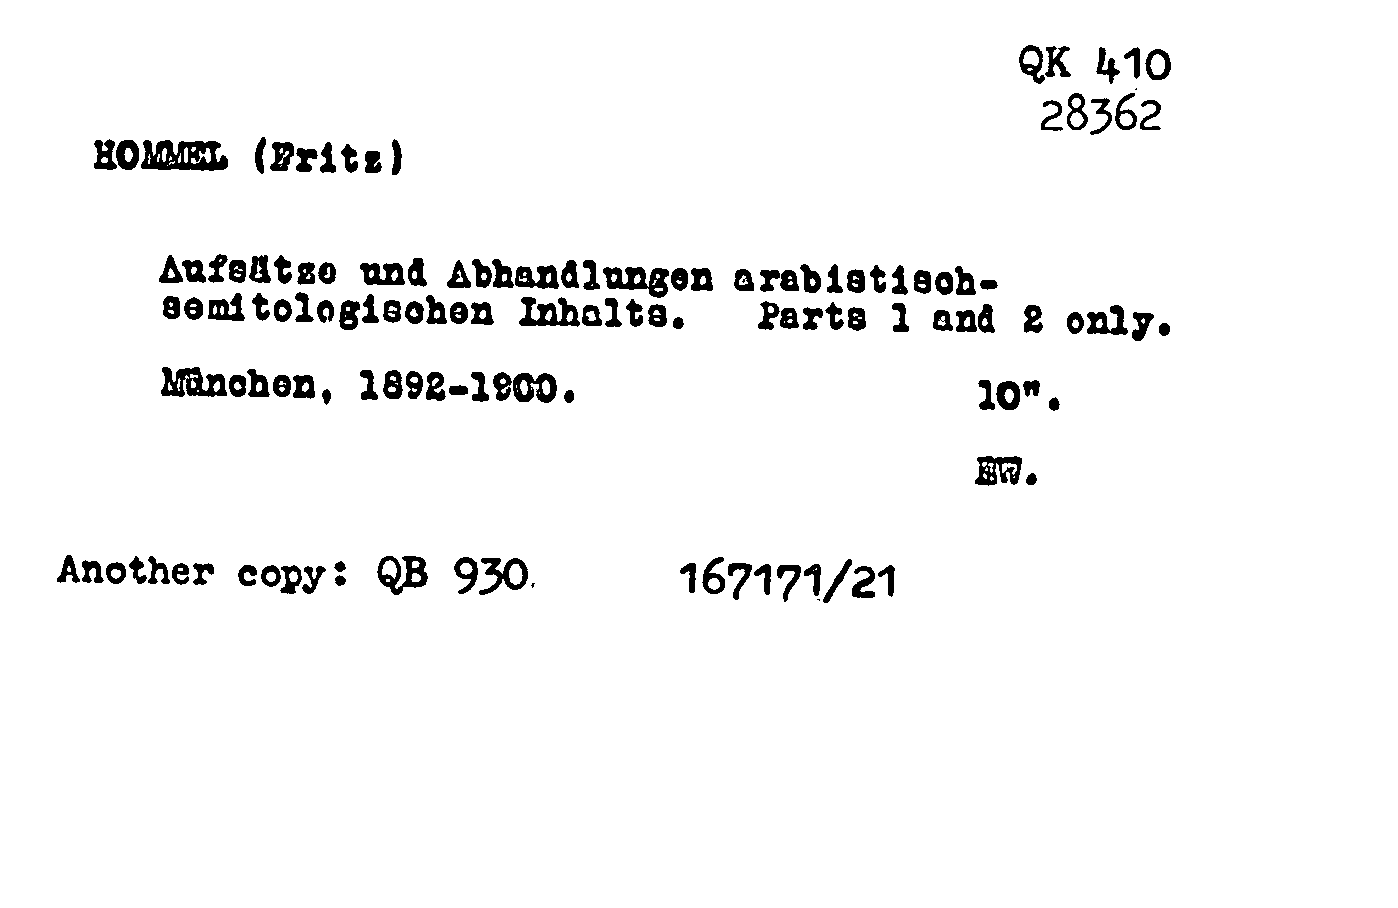 QK 410
28362
HOMMEL (Fritz)
Aufsätze und Abhandlungen arabistisch-
semitologischen Inhalts. Parts 1 and 2 only.
München, 1892-1900. 10".
EW.
Another copy: QB 930. 167171/21